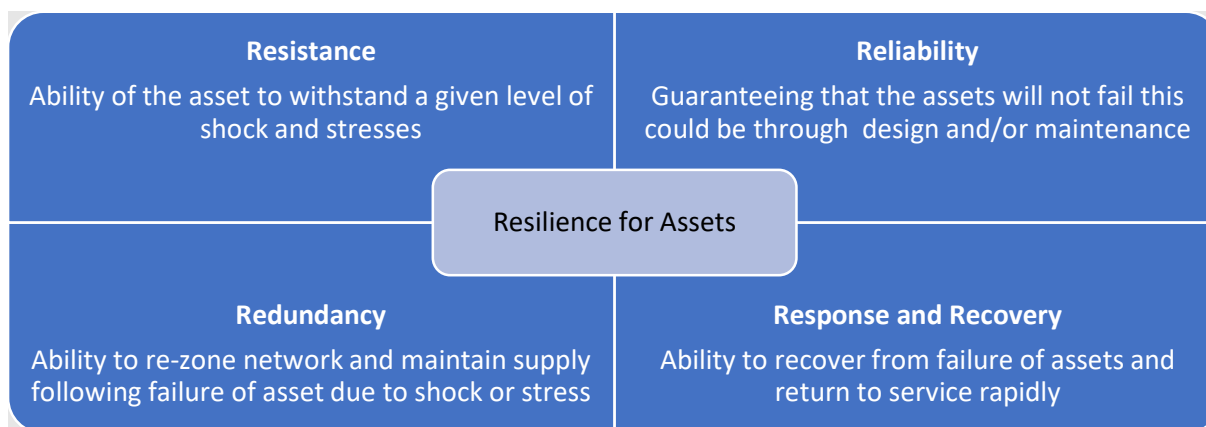 Resistance
Ability of the asset to withstand a given level of
shock and stresses
Reliability
Guaranteeing that the assets will not fail this
could be through design and/or maintenance
Resilience for Assets
Redundancy
Ability to re-zone network and maintain supply
following failure of asset due to shock or stress
Response and Recovery
Ability to recover from failure of assets and
return to service rapidly